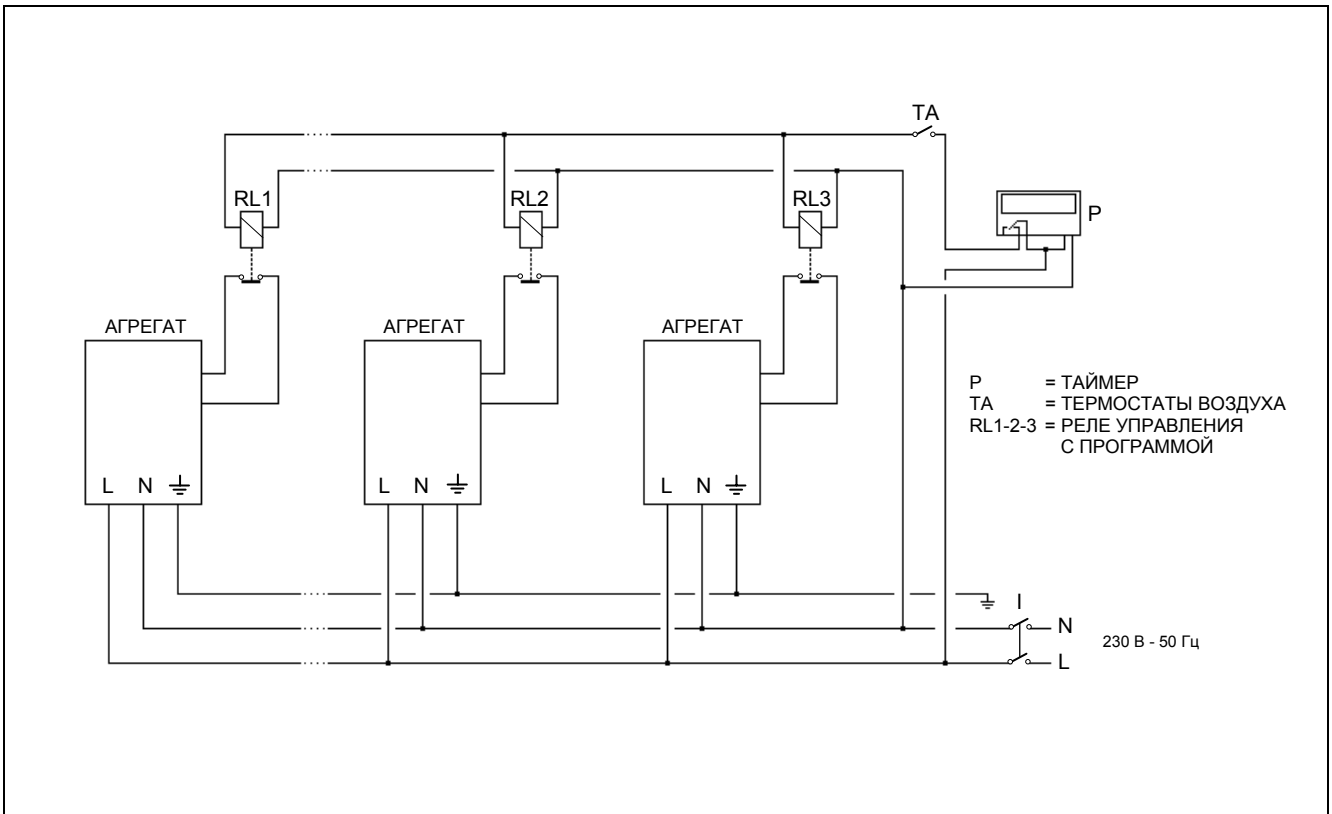 TA
RL1
RL2
RL3
P
АГРЕГАТ
АГРЕГАТ
АГРЕГАТ
P = ТАЙМЕР
TA = ТЕРМОСТАТЫ ВОЗДУХА
RL1-2-3 = РЕЛЕ УПРАВЛЕНИЯ
С ПРОГРАММОЙ
L N
L N
L N
I
N
230 В - 50 Гц
L